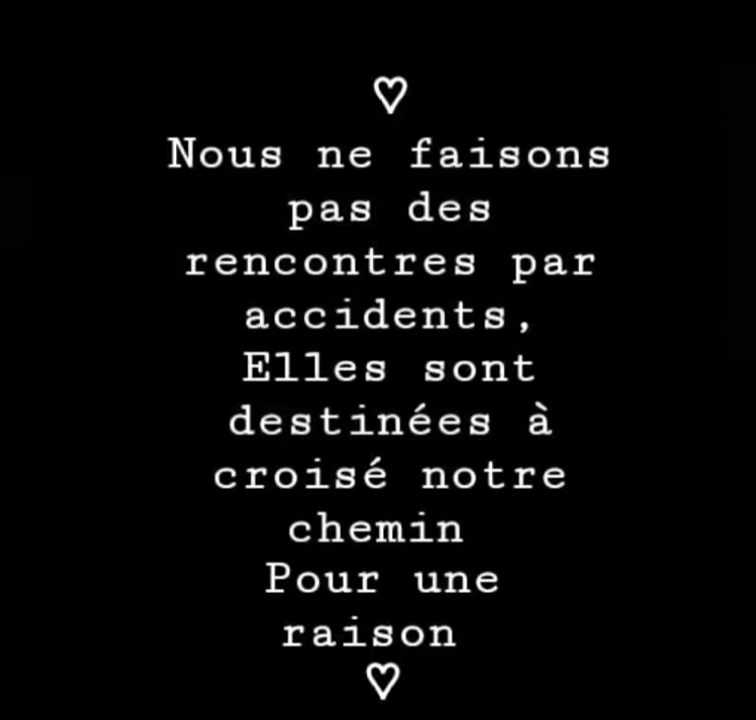 ♡
Nous ne faisons
pas des
rencontres par
accidents,
Elles sont
destinées à
croisé notre
chemin
Pour une
raison
♡